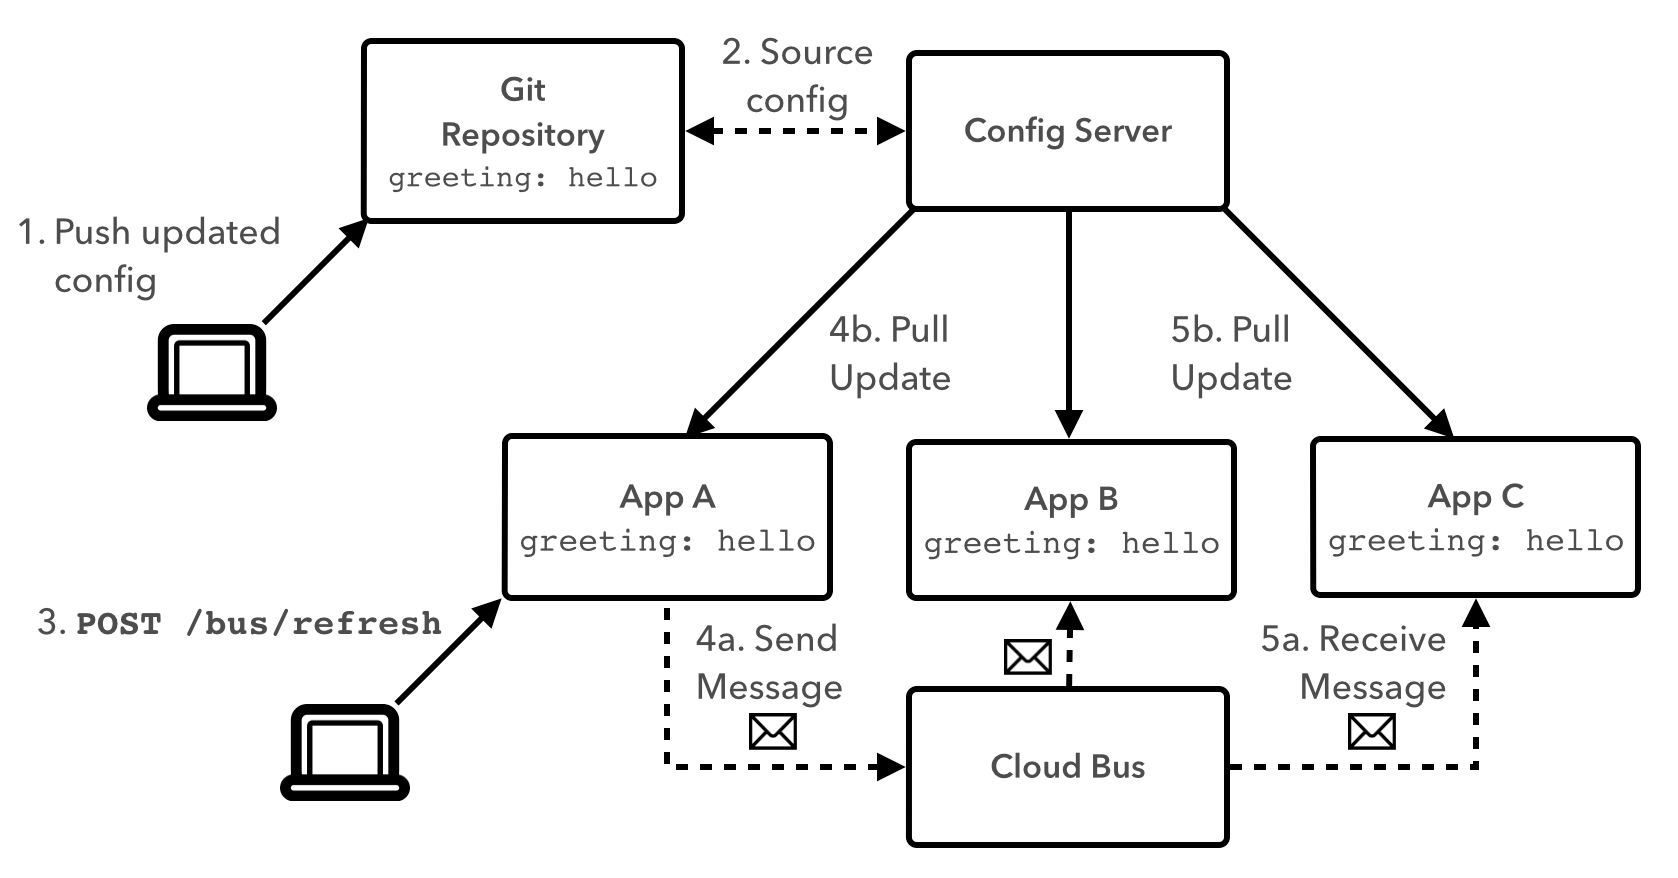 Git
Repository
greeting: hello
2. Source
config
Config Server
1. Push updated
config
4b. Pull
Update
5b. Pull
Update
App A
greeting: hello
App B
greeting: hello
App C
greeting: hello
3. POST /bus/refresh
4a. Send
Message
5a. Receive
Message
Cloud Bus